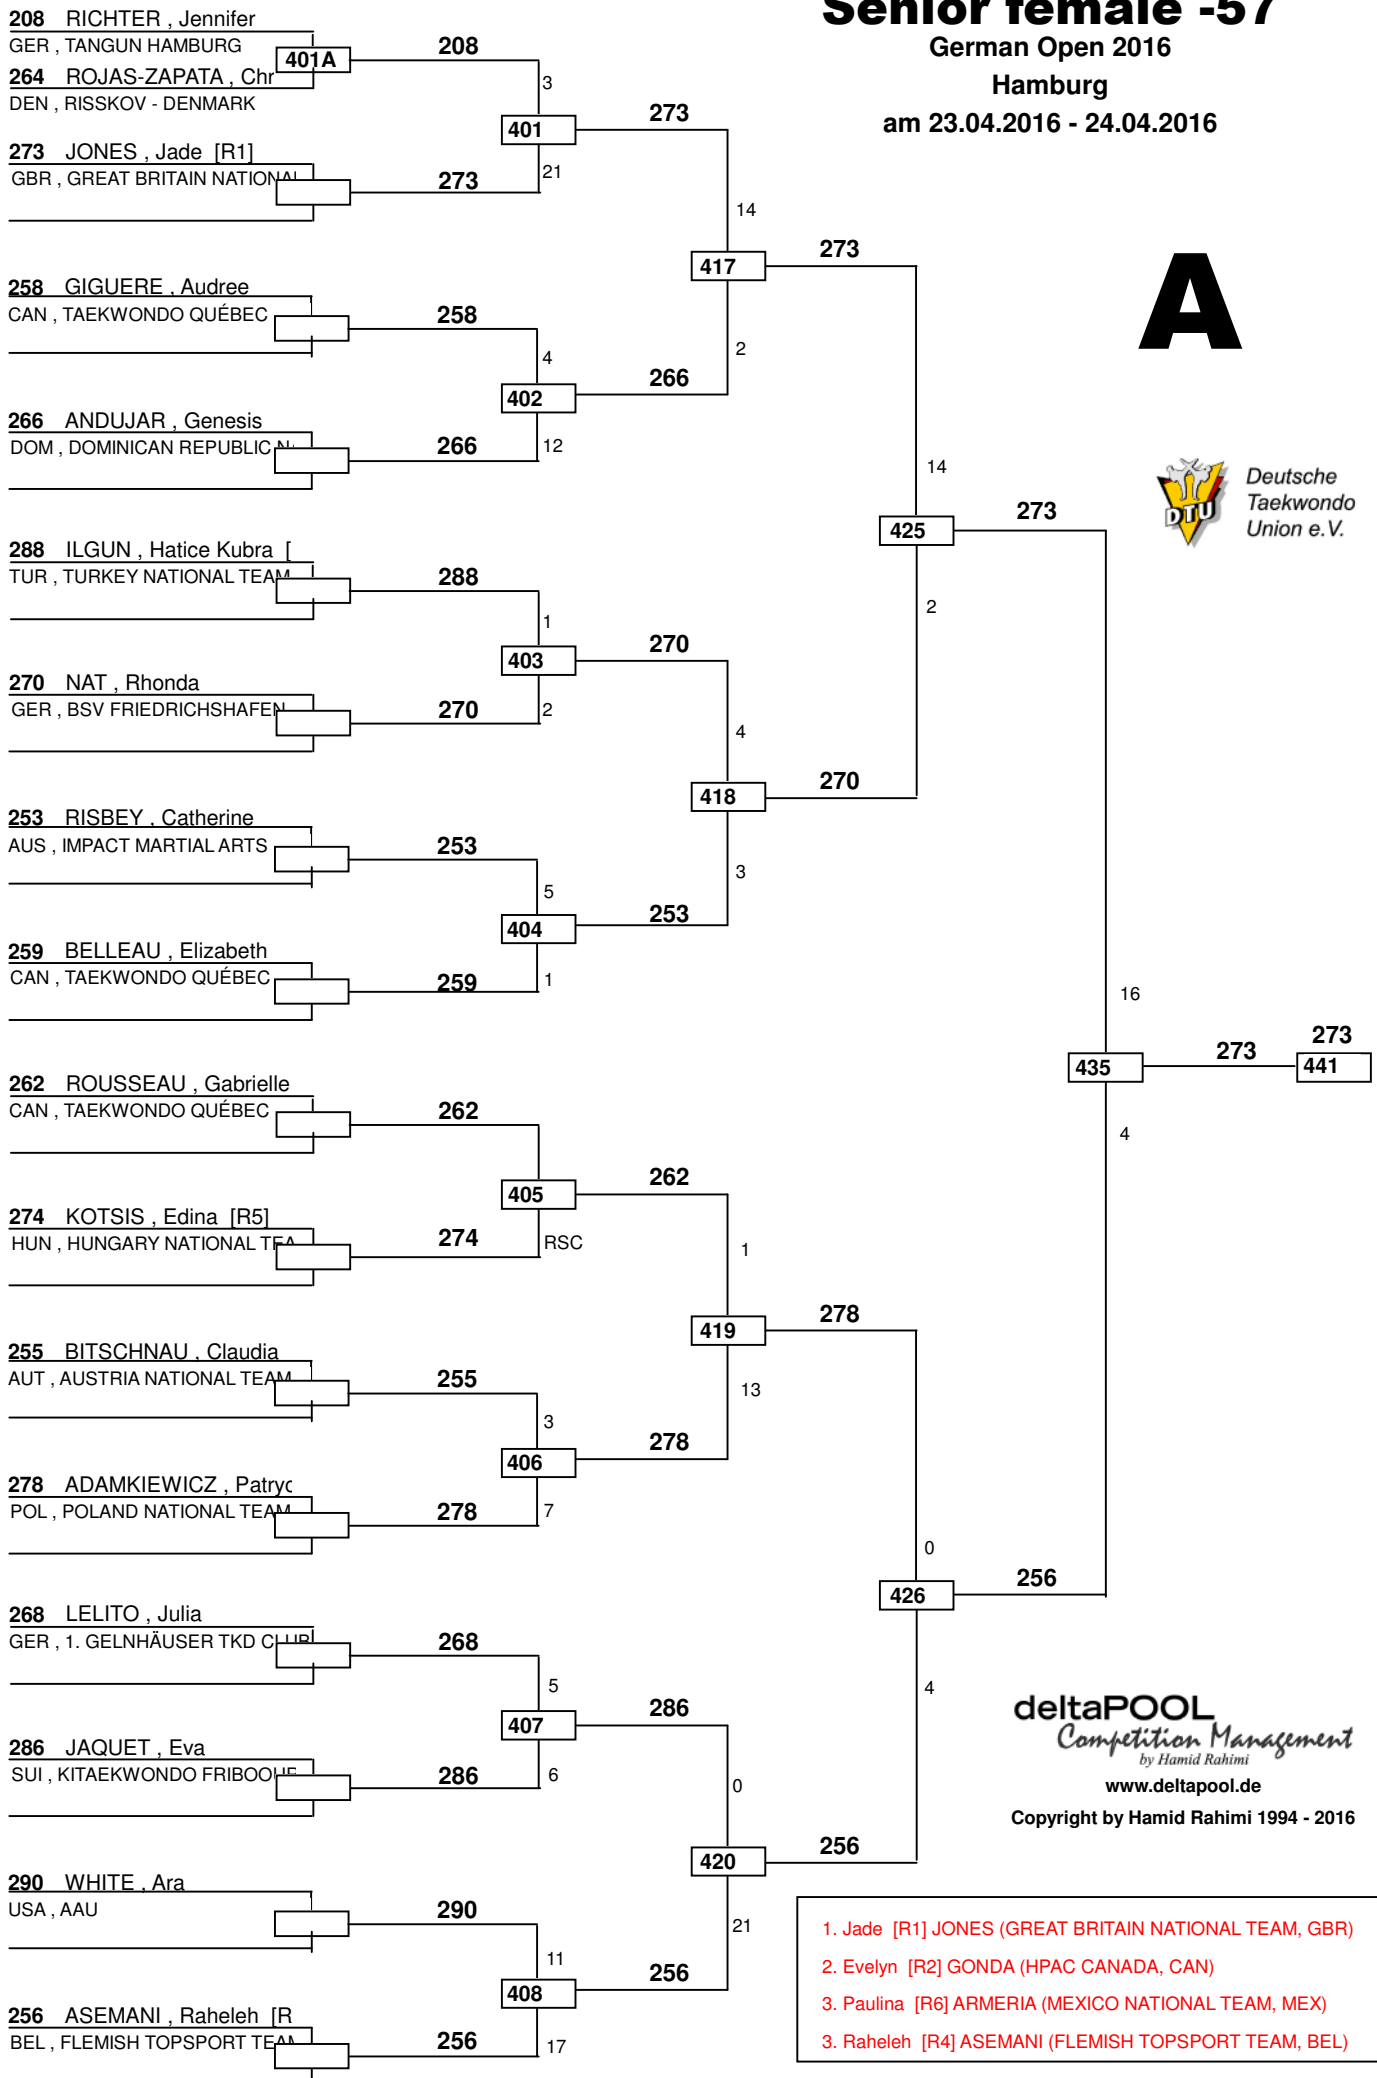 Senior female -57
German Open 2016
Hamburg
am 23.04.2016 - 24.04.2016
A
Deutsche
Taekwondo
Union e.V.
DTU
208 RICHTER , Jennifer
GER , TANGUN HAMBURG
401A
208
264 ROJAS-ZAPATA , Chr
DEN , RISSKOV - DENMARK
3
401
273
273 JONES , Jade [R1]
GBR , GREAT BRITAIN NATIONAL
273
21
14
417
273
258 GIGUERE , Audree
CAN , TAEKWONDO QUÉBEC
258
4
2
402
266
266 ANDUJAR , Genesis
DOM , DOMINICAN REPUBLIC N
266
12
14
425
273
288 ILGUN , Hatice Kubra [
TUR , TURKEY NATIONAL TEAM
288
1
2
403
270
270 NAT , Rhonda
GER , BSV FRIEDRICHSHAFEN
270
2
4
418
270
253 RISBEY , Catherine
AUS , IMPACT MARTIAL ARTS
253
5
3
404
253
259 BELLEAU , Elizabeth
CAN , TAEKWONDO QUÉBEC
259
1
16
435
273
273
441
4
262 ROUSSEAU , Gabrielle
CAN , TAEKWONDO QUÉBEC
262
405
262
274 KOTSIS , Edina [R5]
HUN , HUNGARY NATIONAL TEA
274
RSC
1
419
278
255 BITSCHNAU , Claudia
AUT , AUSTRIA NATIONAL TEAM
255
3
13
406
278
278 ADAMKIEWICZ , Patryc
POL , POLAND NATIONAL TEAM
278
7
0
426
256
268 LELITO , Julia
GER , 1. GELNHÄUSER TKD CLUB
268
5
4
407
286
286 JAQUET , Eva
SUI , KITAEKWONDO FRIBOOUR
286
6
0
420
256
290 WHITE , Ara
USA , AAU
290
11
21
408
256
256 ASEMANI , Raheleh [R
BEL , FLEMISH TOPSPORT TEAM
256
17
deltaPOOL
Competition Management
by Hamid Rahimi
www.deltapool.de
Copyright by Hamid Rahimi 1994 - 2016
1. Jade [R1] JONES (GREAT BRITAIN NATIONAL TEAM, GBR)
2. Evelyn [R2] GONDA (HPAC CANADA, CAN)
3. Paulina [R6] ARMERIA (MEXICO NATIONAL TEAM, MEX)
3. Raheleh [R4] ASEMANI (FLEMISH TOPSPORT TEAM, BEL)